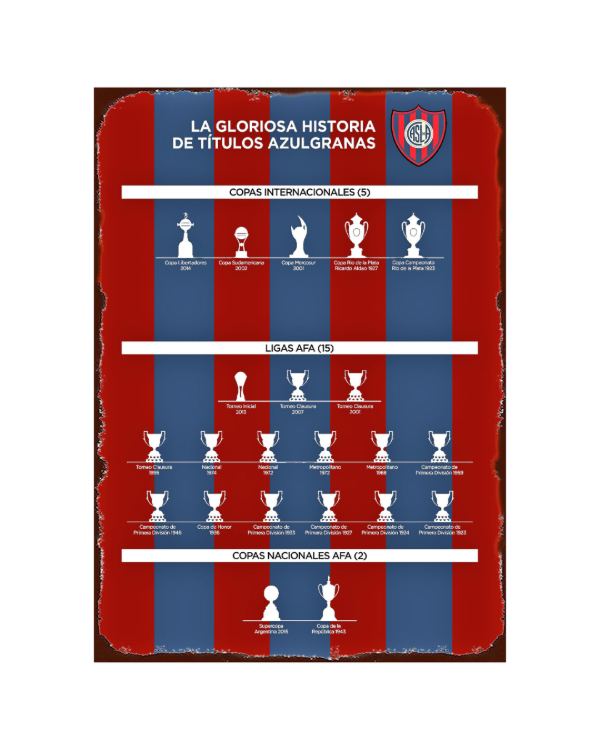 LA GLORIOSA HISTORIA
DE TÍTULOS AZULGRANAS
CASLA
COPAS INTERNACIONALES (5)
Copa Libertadores
2014
Copa Sudamericana
2002
Copa Mercosur
2001
Copa Río de la Plata
Ricardo Aldao 1927
Copa Campeonato
Río de la Plata 1923
LIGAS AFA (15)
Torneo Inicial
2013
Torneo Clausura
2007
Torneo Clausura
2001
Torneo Clausura
1995
Nacional
1974
Nacional
1972
Metropolitano
1972
Metropolitano
1968
Campeonato de
Primera División 1959
Campeonato de
Primera División 1946
Copa de Honor
1936
Campeonato de
Primera División 1933
Campeonato de
Primera División 1927
Campeonato de
Primera División 1924
Campeonato de
Primera División 1923
COPAS NACIONALES AFA (2)
Supercopa
Argentina 2015
Copa de la
República 1943